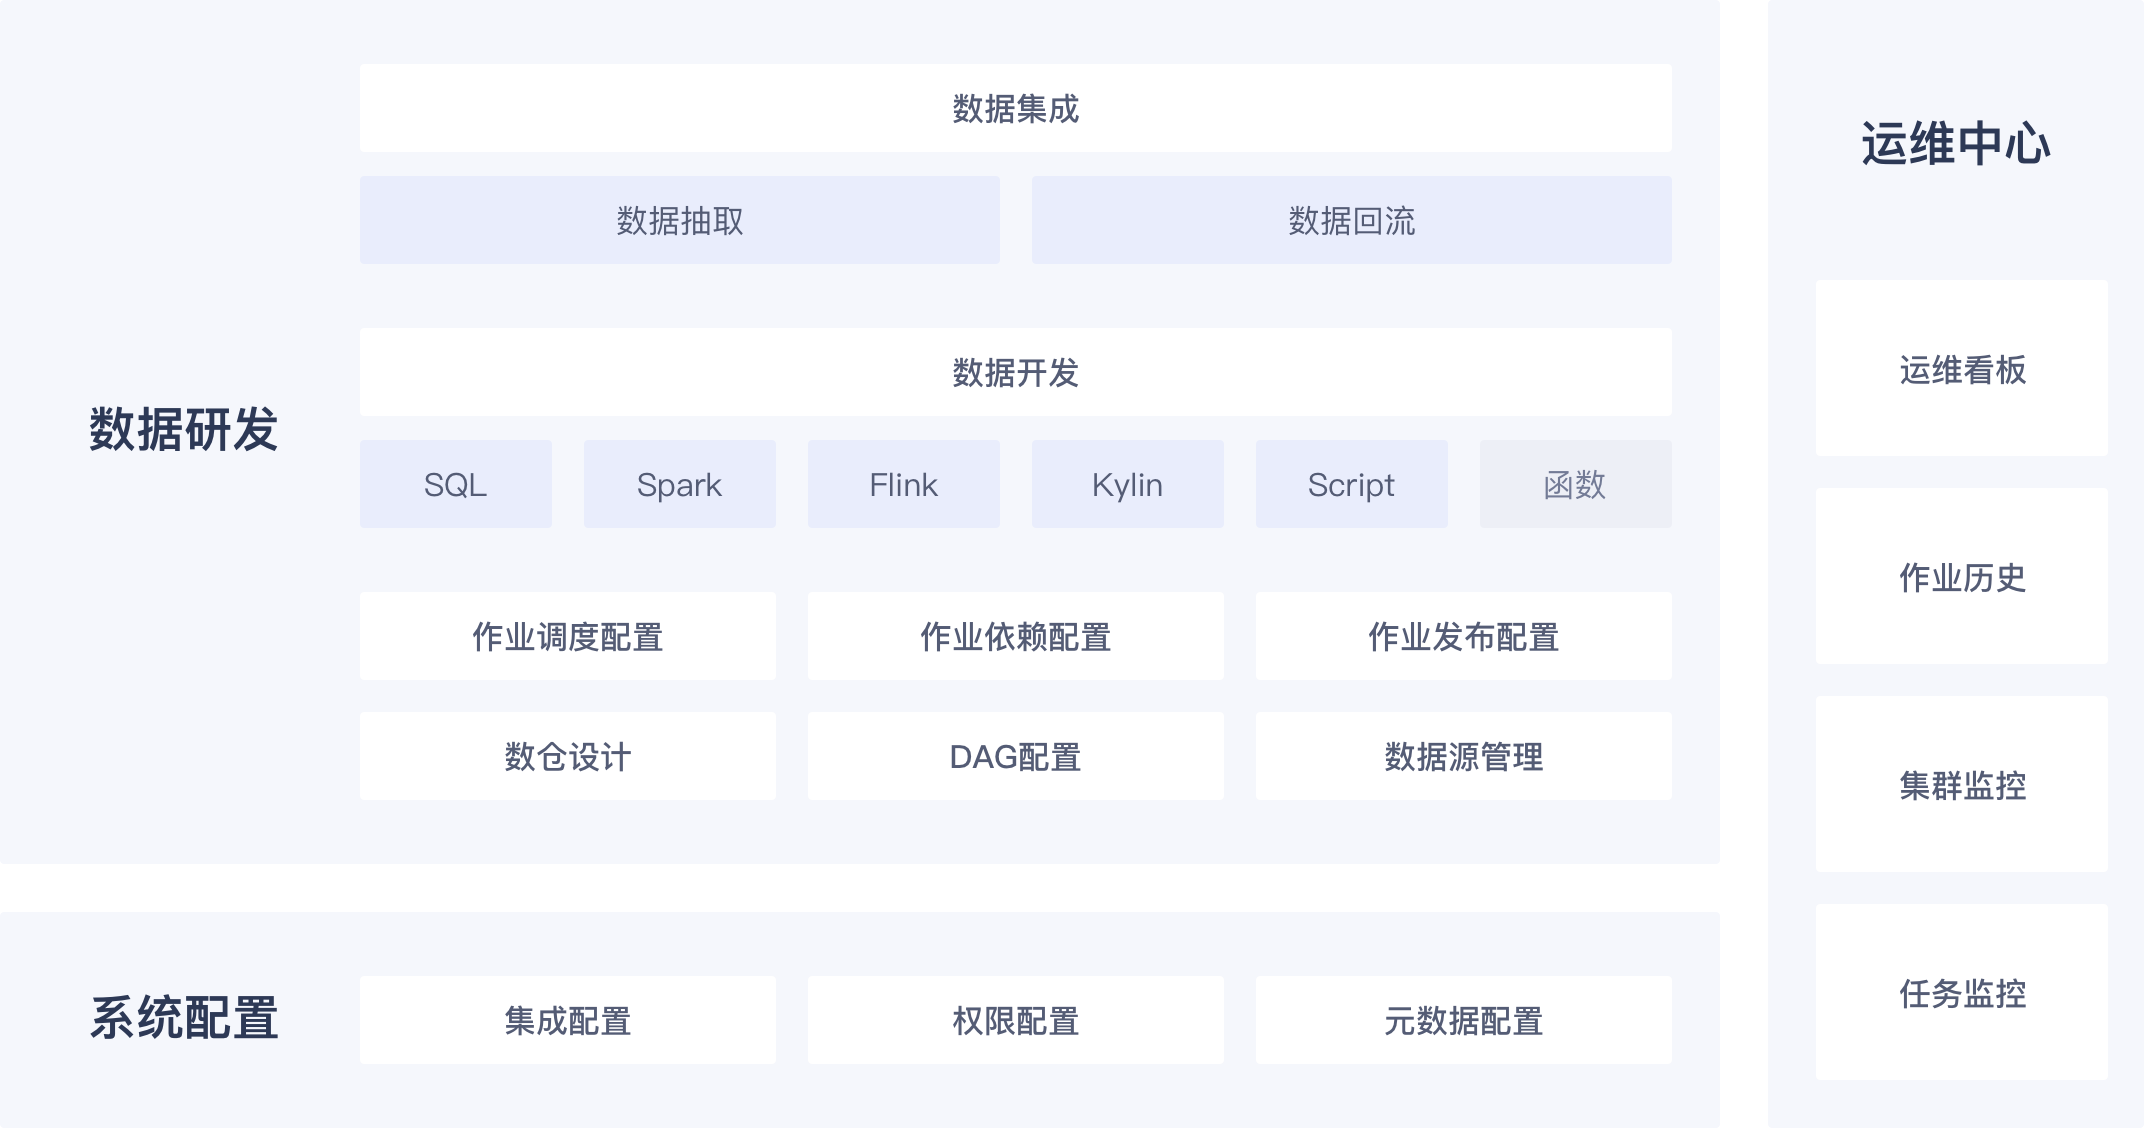 数据研发
数据集成
数据抽取
数据回流
数据开发
SQL
Spark
Flink
Kylin
Script
函数
作业调度配置
作业依赖配置
作业发布配置
数仓设计
DAG配置
数据源管理
系统配置
集成配置
权限配置
元数据配置
运维中心
运维看板
作业历史
集群监控
任务监控